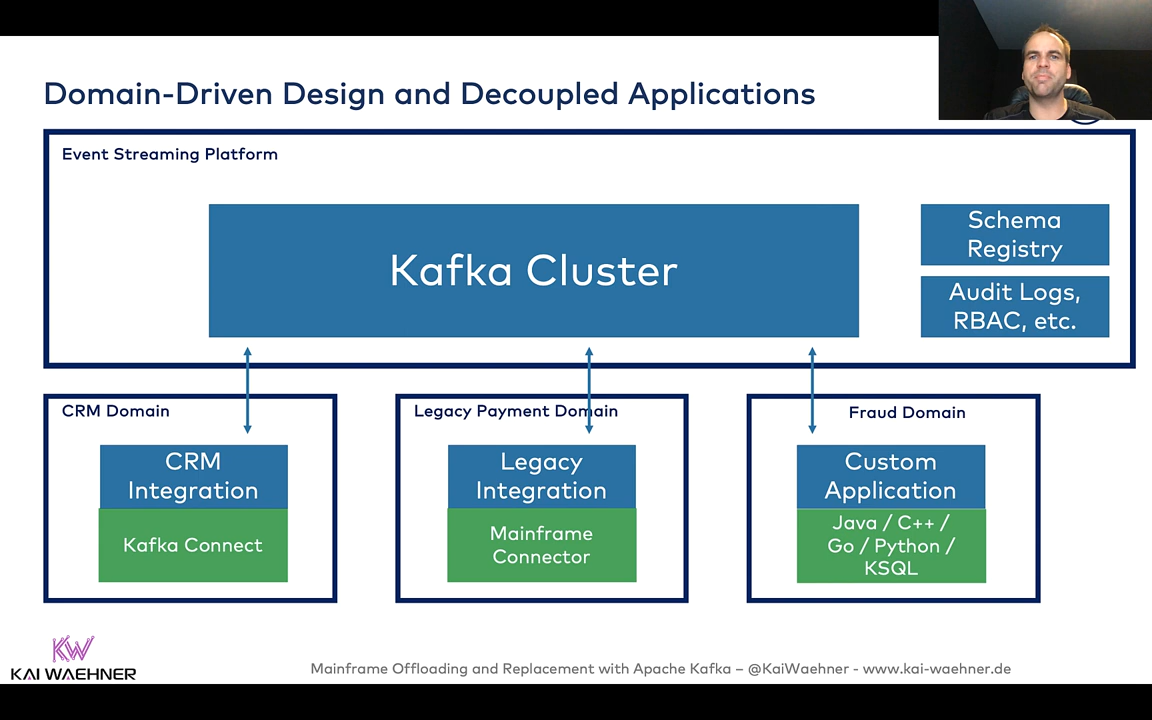 Domain-Driven Design and Decoupled Applications
Event Streaming Platform
Kafka Cluster
Schema
Registry
Audit Logs,
RBAC, etc.
CRM Domain
CRM
Integration
Kafka Connect
Legacy Payment Domain
Legacy
Integration
Mainframe
Connector
Fraud Domain
Custom
Application
Java / C++ /
Go / Python /
KSQL
KW
KAI WAEHNER
Mainframe Offloading and Replacement with Apache Kafka – @KaiWaehner - www.kai-waehner.de